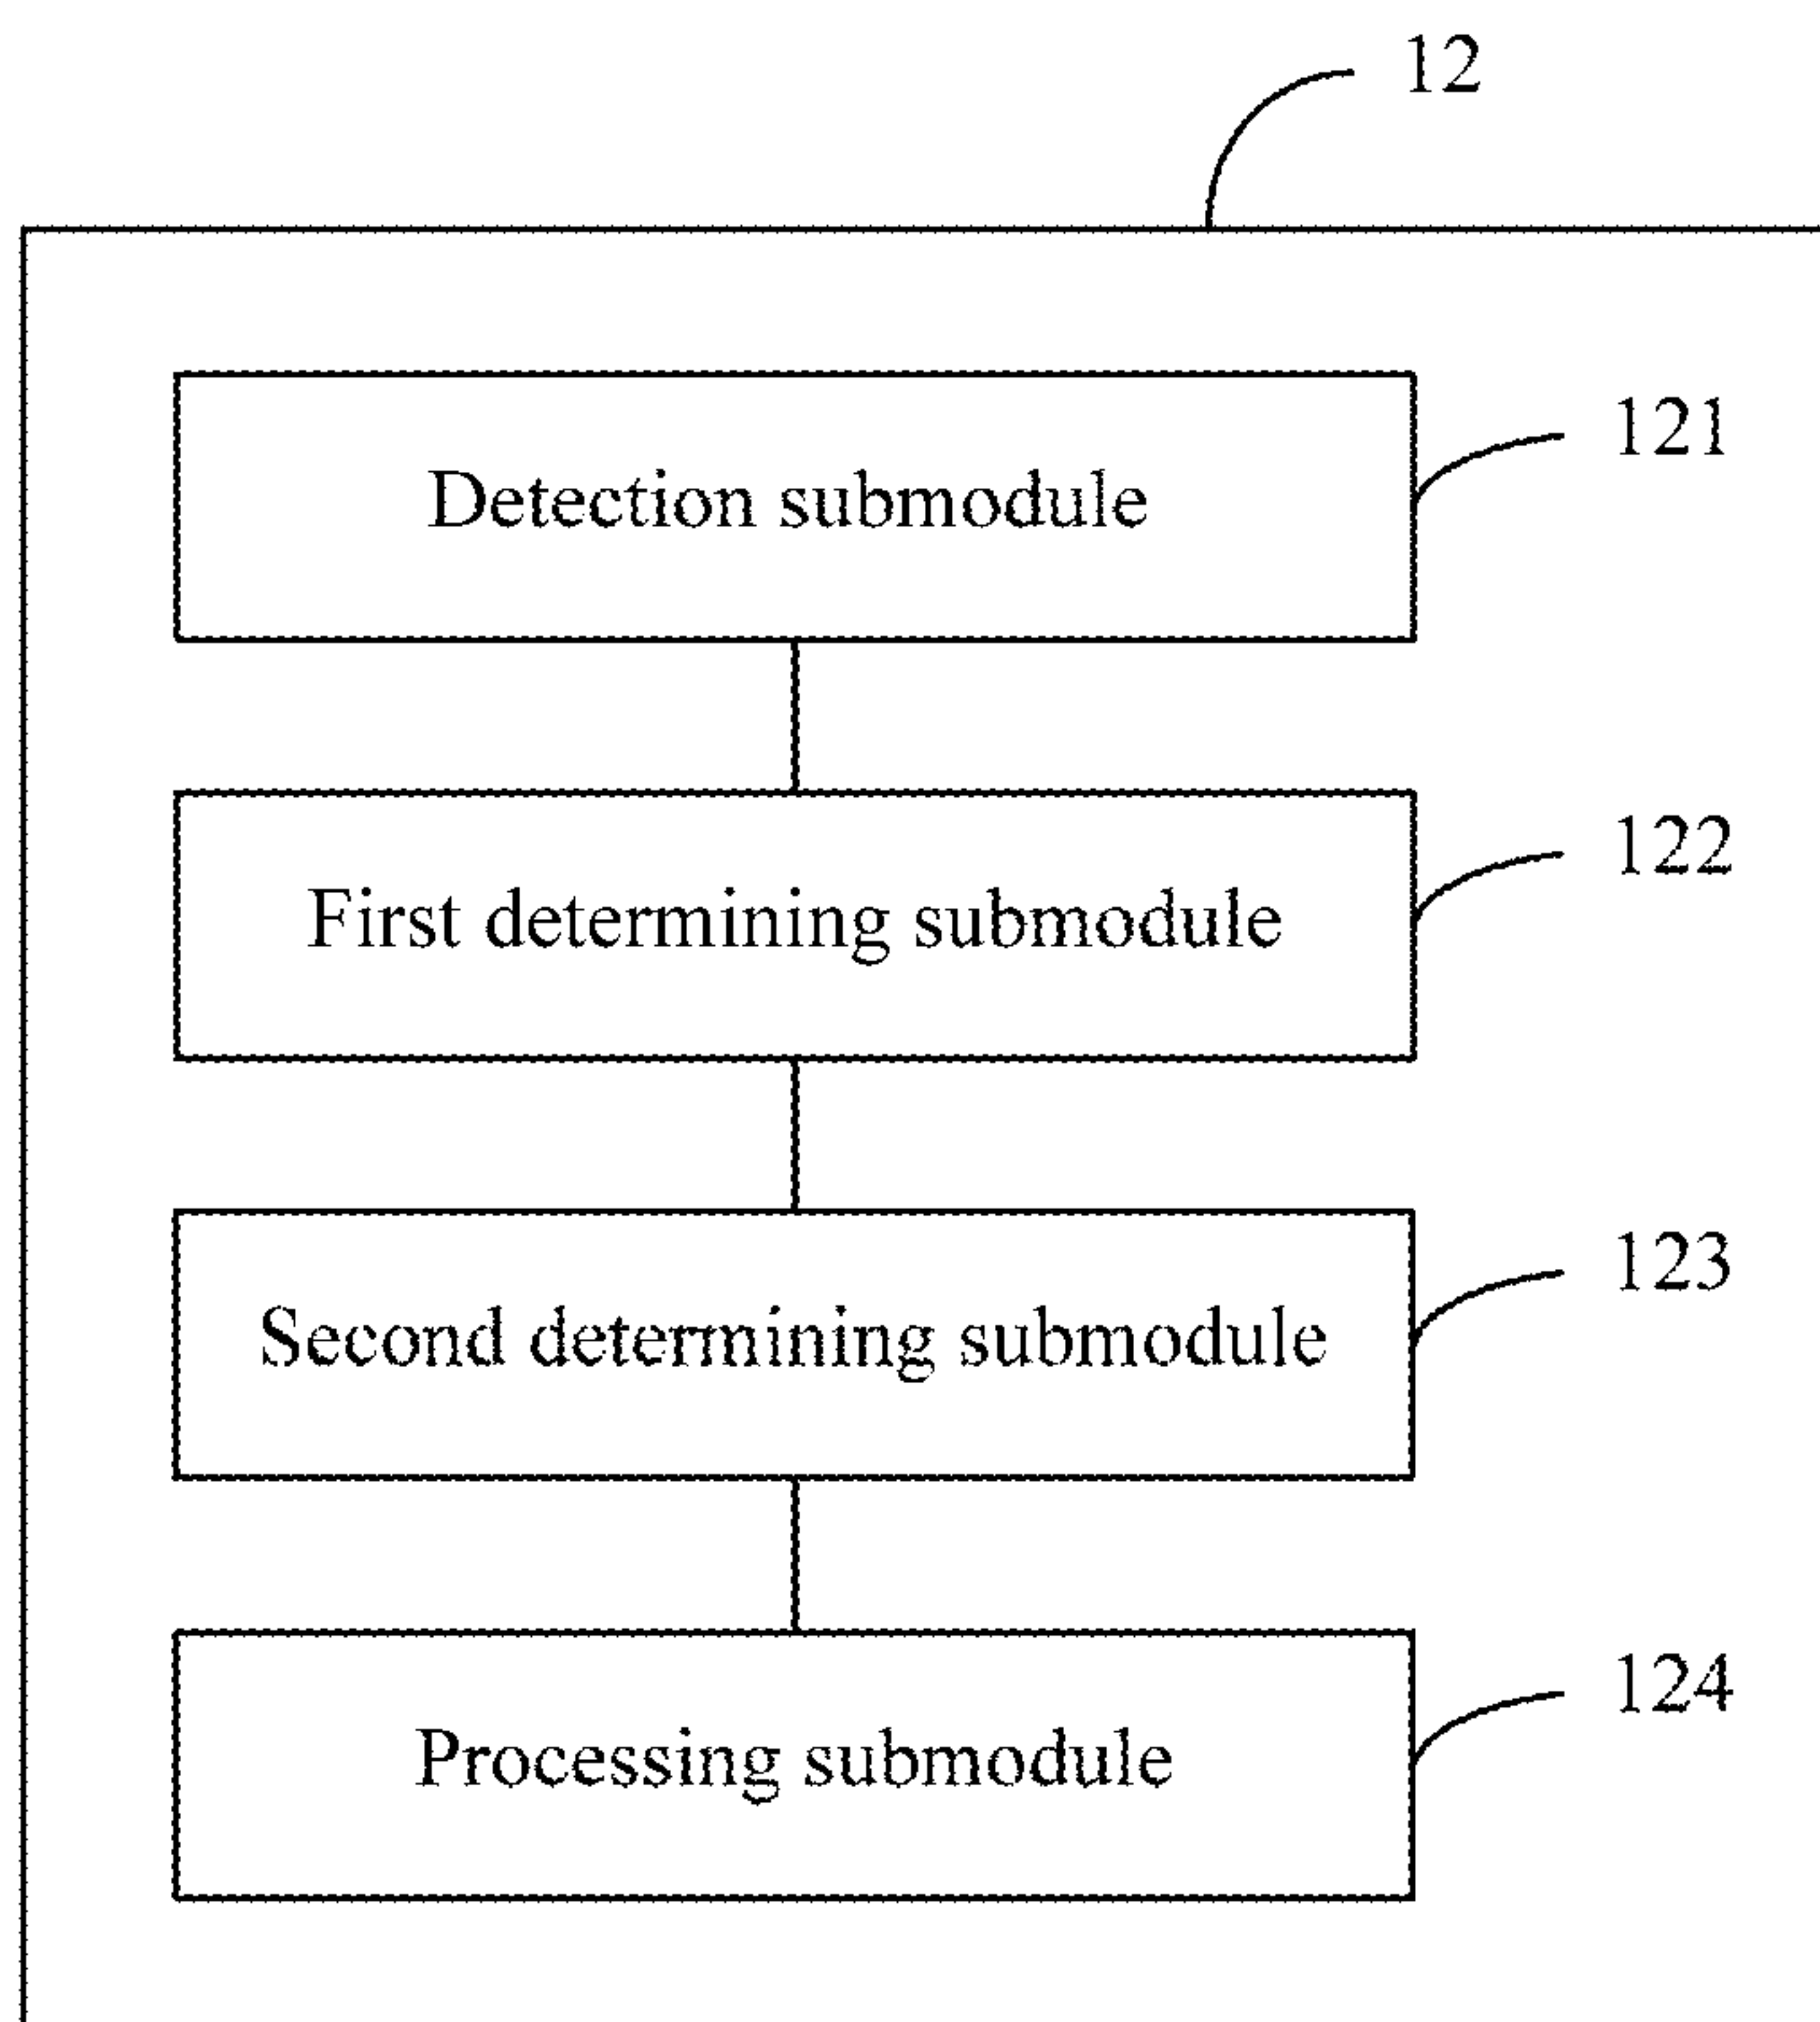 12
Detection submodule
121
First determining submodule
122
Second determining submodule
123
Processing submodule
124